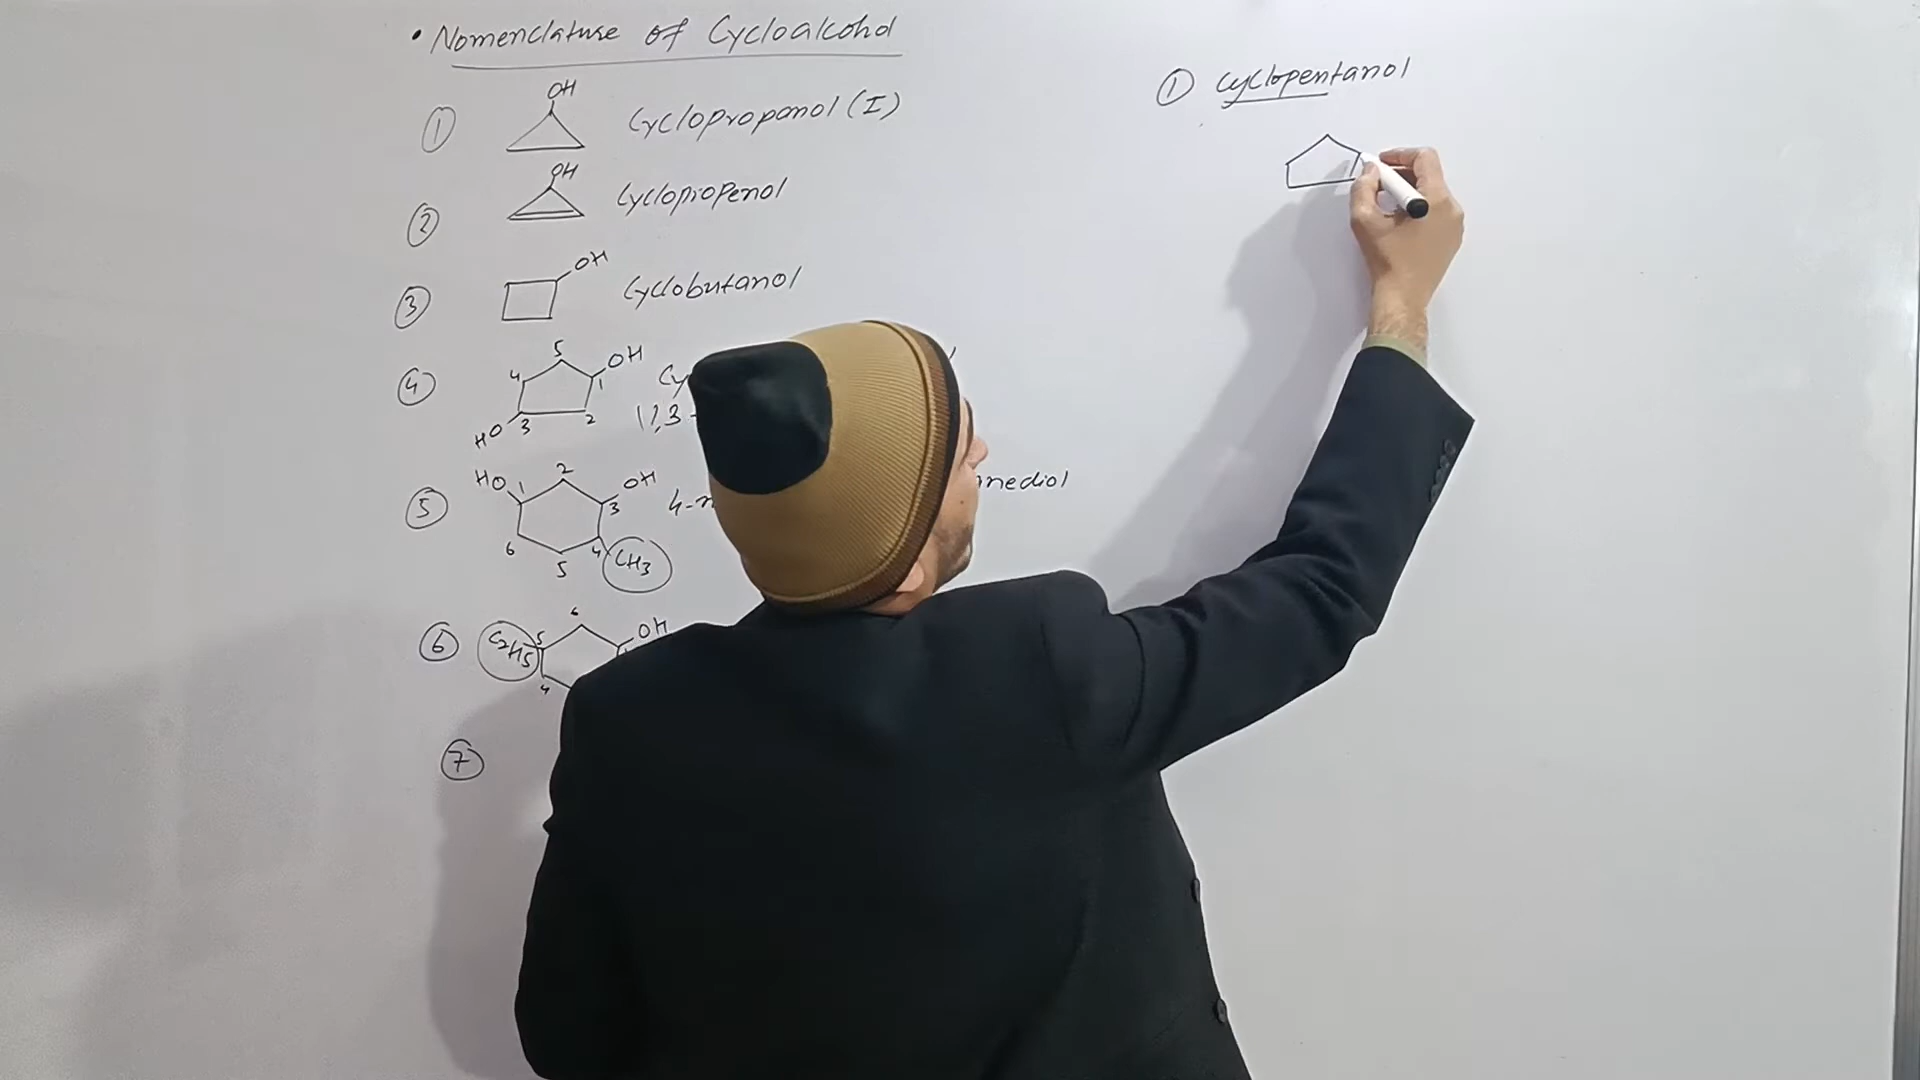 • Nomenclature of Cycloalcohol
① OH Cyclopropanol (I)
② OH Cyclopropenol
③ OH Cyclobutanol
④ 5 4 OH 1
HO 3 2 1,3-
⑤ HO 1 2 OH 3 nediol
6 5 4 CH3
⑥ C2H5 5 6 OH
4
⑦
① Cyclopentanol